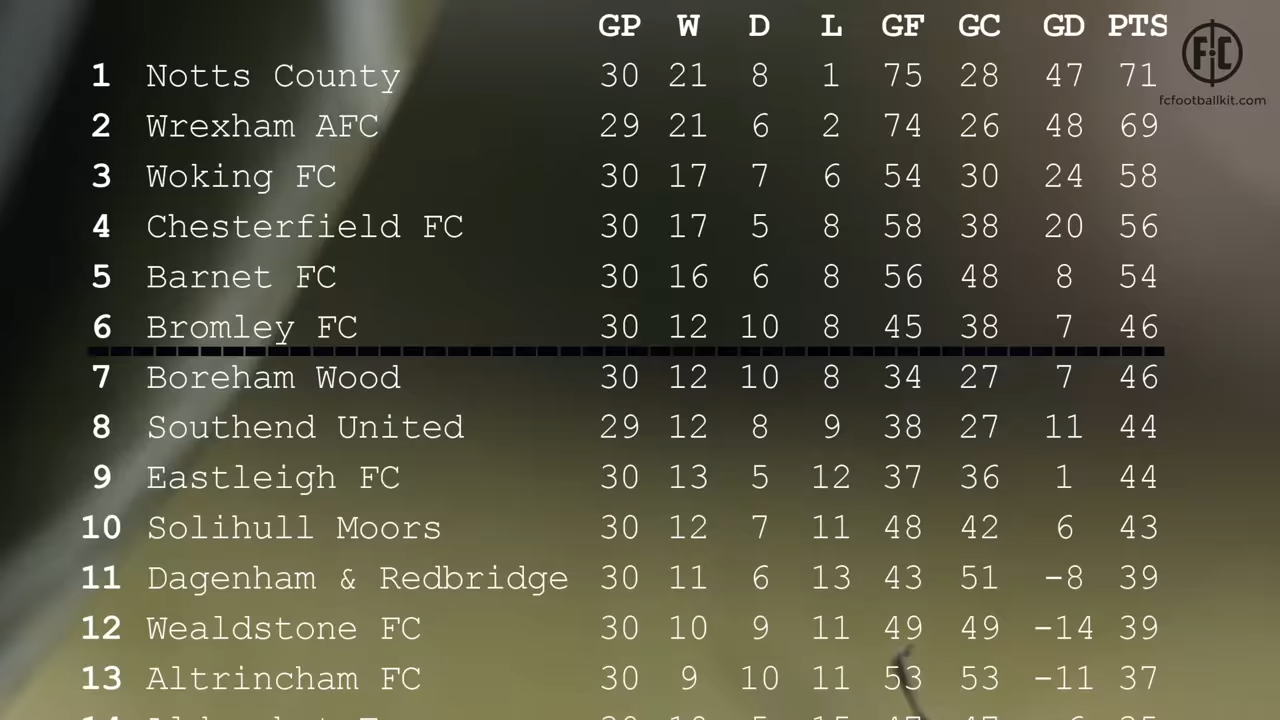 GP W D L GF GC GD PTS
1 Notts County 30 21 8 1 75 28 47 71
2 Wrexham AFC 29 21 6 2 74 26 48 69
3 Woking FC 30 17 7 6 54 30 24 58
4 Chesterfield FC 30 17 5 8 58 38 20 56
5 Barnet FC 30 16 6 8 56 48 8 54
6 Bromley FC 30 12 10 8 45 38 7 46
7 Boreham Wood 30 12 10 8 34 27 7 46
8 Southend United 29 12 8 9 38 27 11 44
9 Eastleigh FC 30 13 5 12 37 36 1 44
10 Solihull Moors 30 12 7 11 48 42 6 43
11 Dagenham & Redbridge 30 11 6 13 43 51 -8 39
12 Wealdstone FC 30 10 9 11 49 49 -14 39
13 Altrincham FC 30 9 10 11 53 53 -11 37
FC
fcfootballkit.com